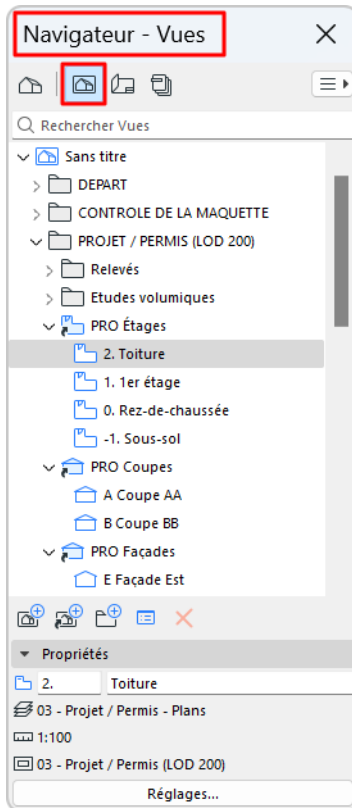 Navigateur - Vues
Rechercher Vues
Sans titre
DEPART
CONTROLE DE LA MAQUETTE
PROJET / PERMIS (LOD 200)
Relevés
Etudes volumiques
PRO Étages
2. Toiture
1. 1er étage
0. Rez-de-chaussée
-1. Sous-sol
PRO Coupes
A Coupe AA
B Coupe BB
PRO Façades
E Façade Est
Propriétés
2. Toiture
03 - Projet / Permis - Plans
1:100
03 - Projet / Permis (LOD 200)
Réglages...